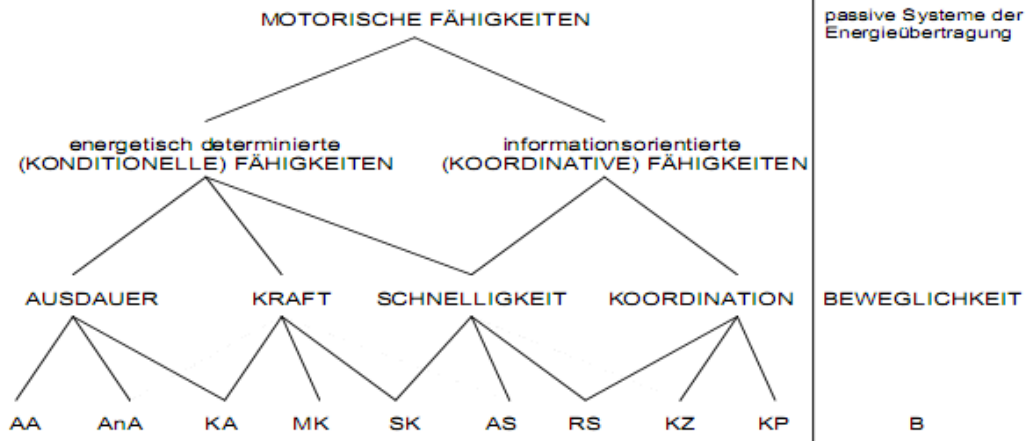 MOTORISCHE FÄHIGKEITEN
passive Systeme der
Energieübertragung
energetisch determinierte
(KONDITIONELLE) FÄHIGKEITEN
informationsorientierte
(KOORDINATIVE) FÄHIGKEITEN
AUSDAUER KRAFT SCHNELLIGKEIT KOORDINATION BEWEGLICHKEIT
AA AnA KA MK SK AS RS KZ KP B